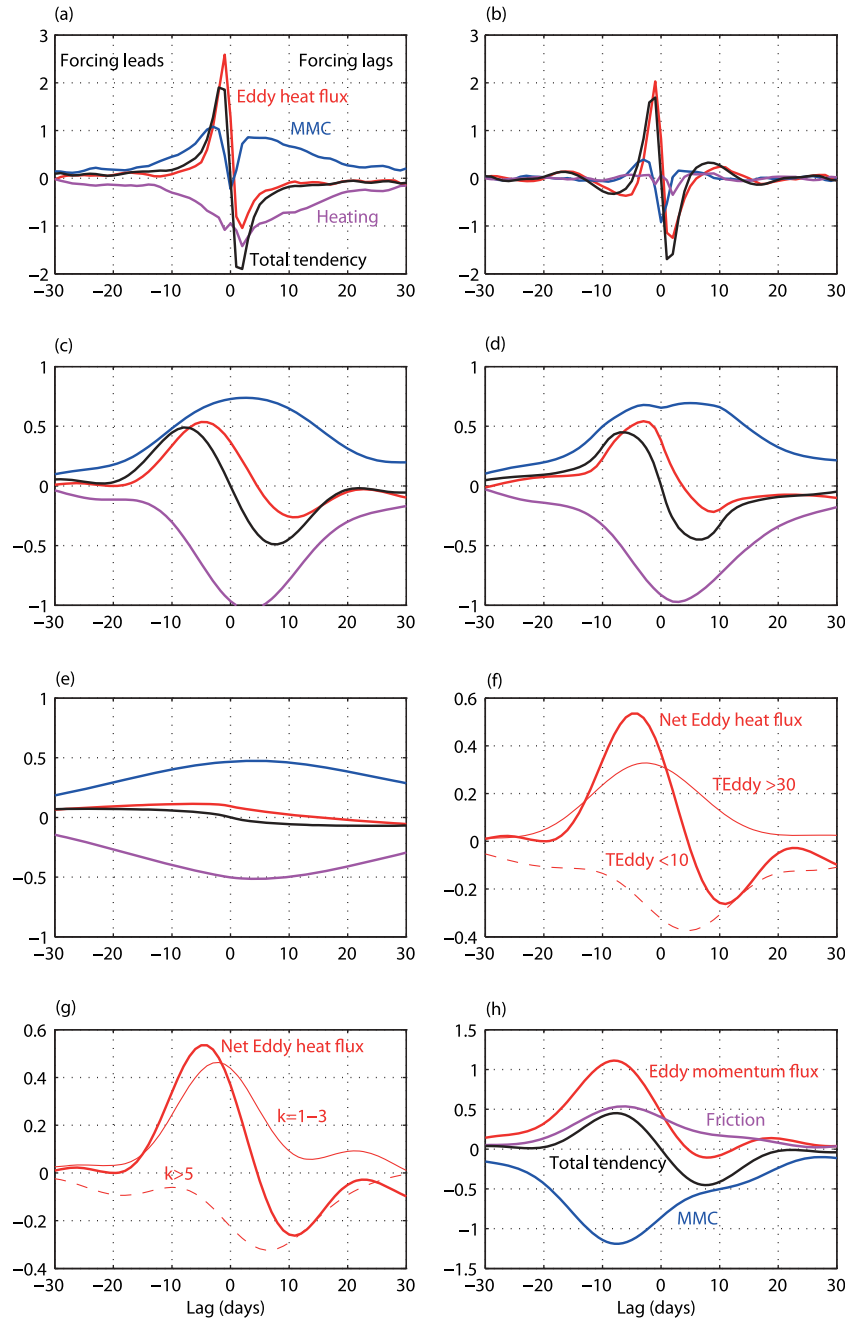 (a)
3
2
1
0
−1
−2
Forcing leads
Forcing lags
Eddy heat flux
MMC
Heating
Total tendency
−30 −20 −10 0 10 20 30
(b)
3
2
1
0
−1
−2
−30 −20 −10 0 10 20 30
(c)
1
0.5
0
−0.5
−1
−30 −20 −10 0 10 20 30
(d)
1
0.5
0
−0.5
−1
−30 −20 −10 0 10 20 30
(e)
1
0.5
0
−0.5
−1
−30 −20 −10 0 10 20 30
(f)
0.6
0.4
0.2
0
−0.2
−0.4
Net Eddy heat flux
TEddy >30
TEddy <10
−30 −20 −10 0 10 20 30
(g)
0.6
0.4
0.2
0
−0.2
−0.4
Net Eddy heat flux
k=1−3
k>5
−30 −20 −10 0 10 20 30
Lag (days)
(h)
1.5
1
0.5
0
−0.5
−1
−1.5
Eddy momentum flux
Friction
Total tendency
MMC
−30 −20 −10 0 10 20 30
Lag (days)